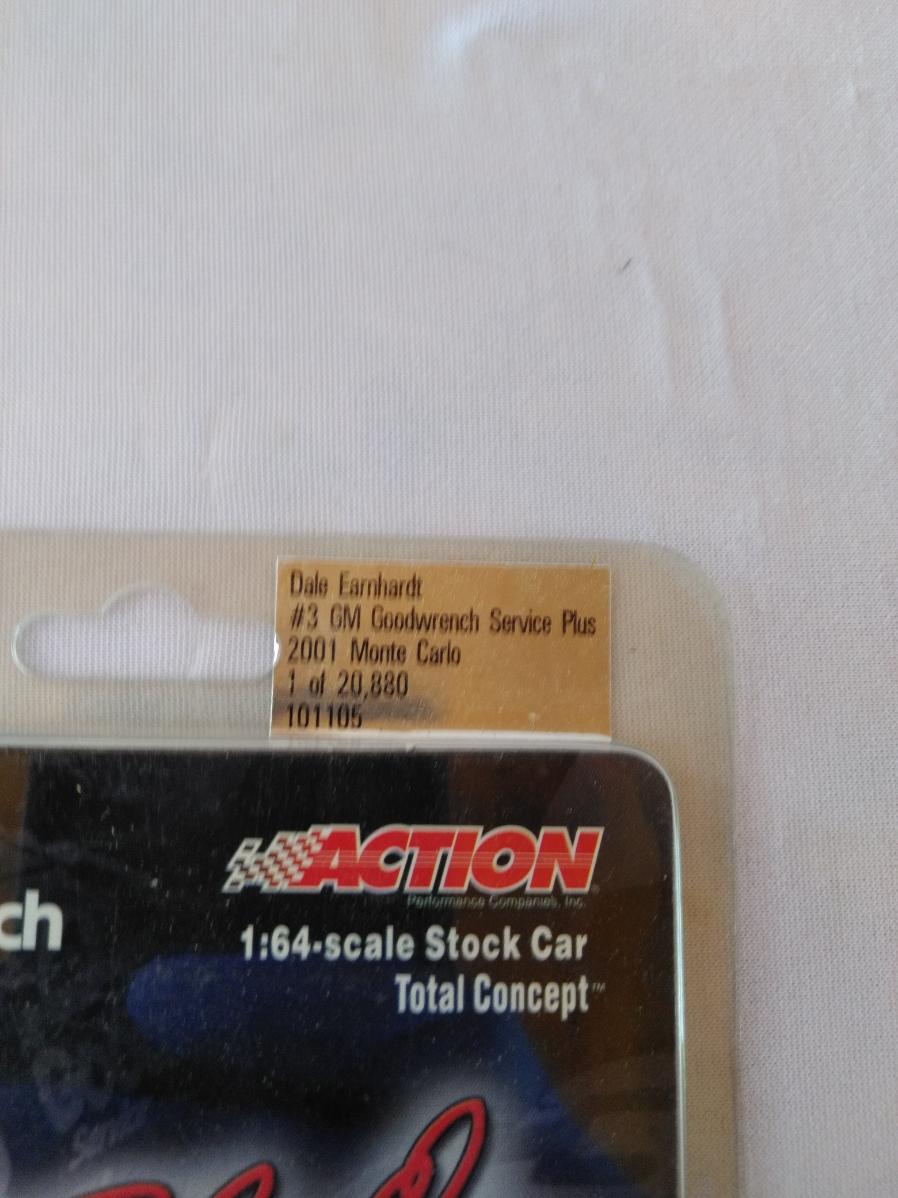 Dale Earnhardt
#3 GM Goodwrench Service Plus
2001 Monte Carlo
1 of 20,880
101105
ACTION
Performance Companies, Inc.
ch
1:64-scale Stock Car
Total Concept™
Service